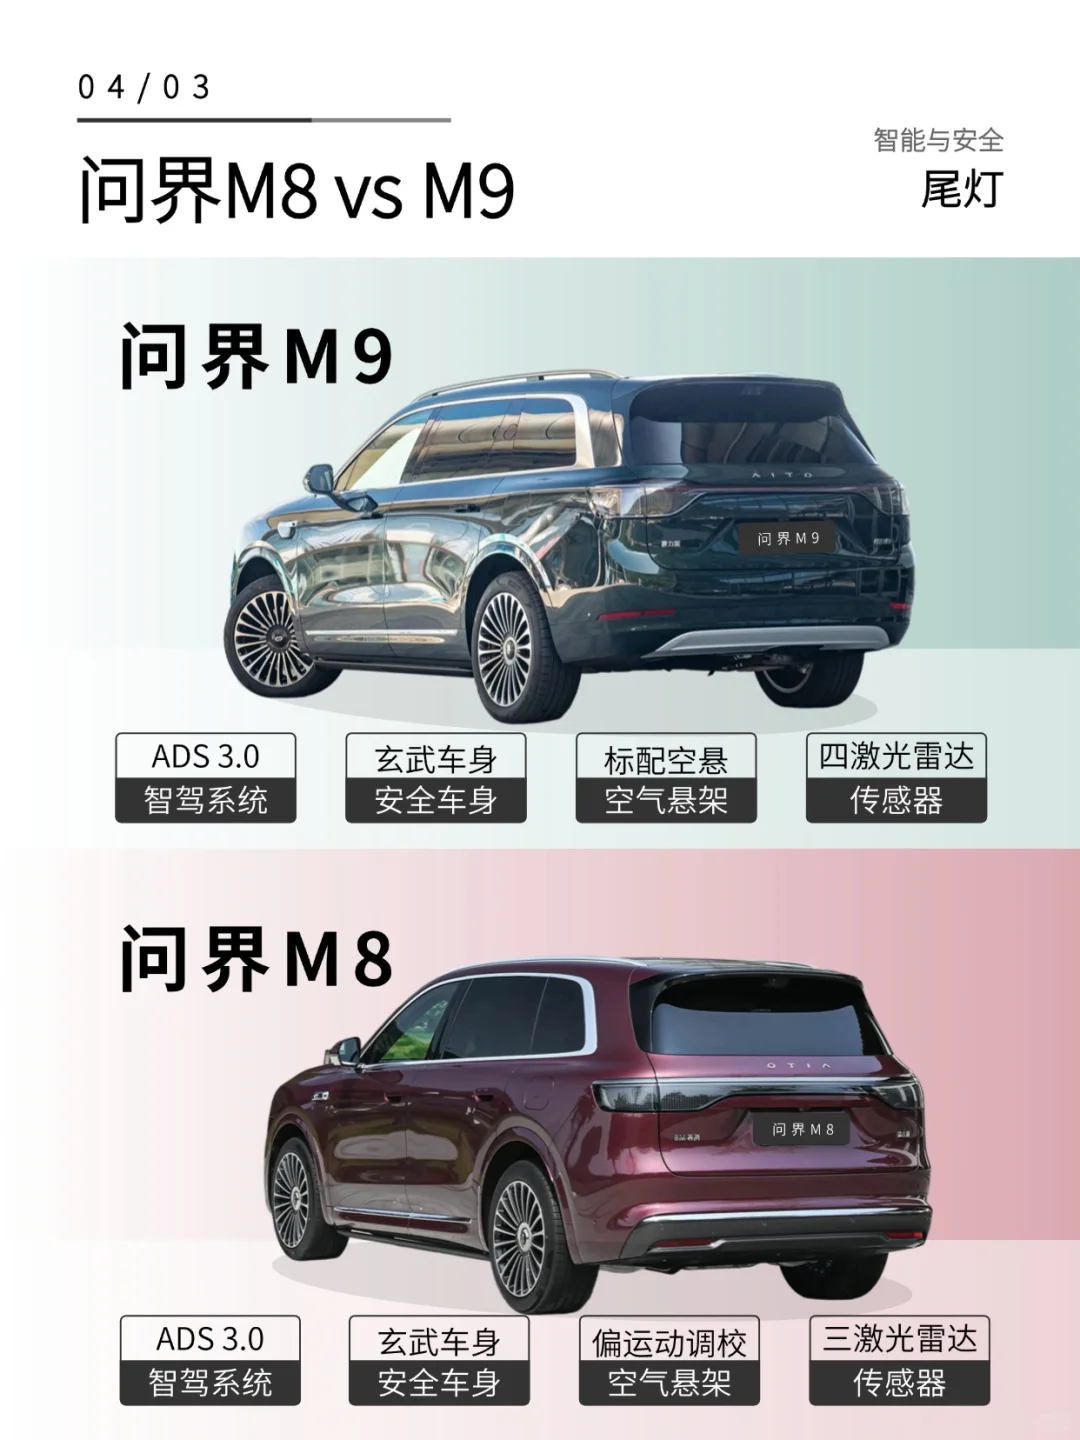 04/03
智能与安全
问界M8 vs M9
尾灯
问界M9
AITO
问界M9
ADS 3.0
智驾系统
玄武车身
安全车身
标配空悬
空气悬架
四激光雷达
传感器
问界M8
问界M8
ADS 3.0
智驾系统
玄武车身
安全车身
偏运动调校
空气悬架
三激光雷达
传感器